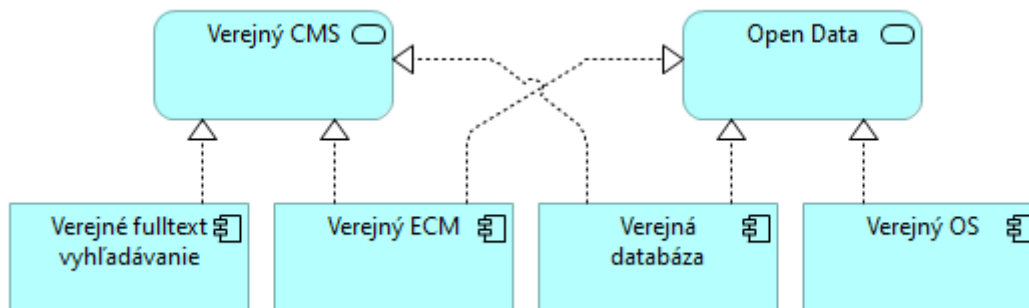 Verejný CMS
Open Data
Verejné fulltext
vyhľadávanie
Verejný ECM
Verejná
databáza
Verejný OS